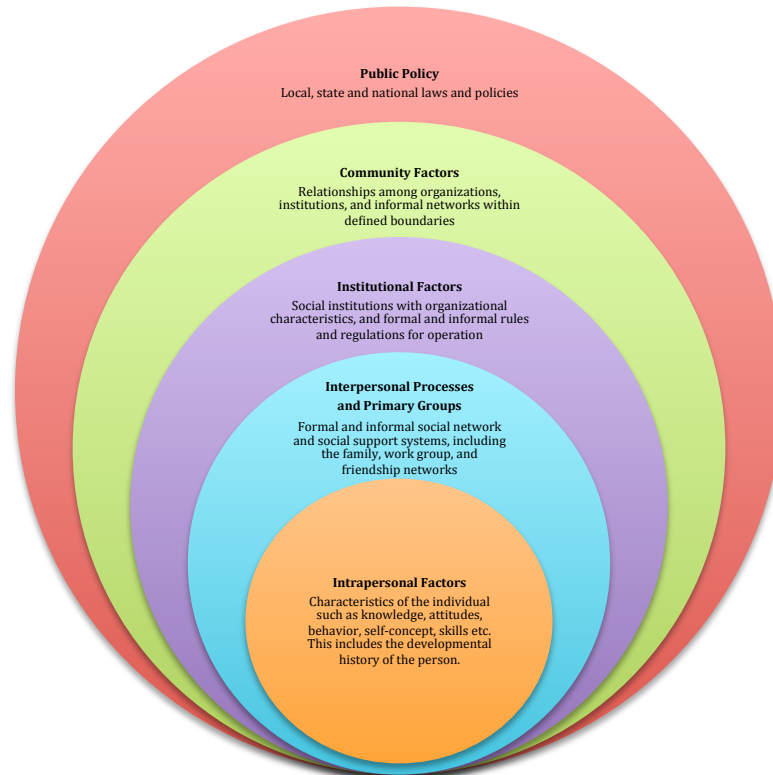 Public Policy
Local, state and national laws and policies
Community Factors
Relationships among organizations,
institutions, and informal networks within
defined boundaries
Institutional Factors
Social institutions with organizational
characteristics, and formal and informal rules
and regulations for operation
Interpersonal Processes
and Primary Groups
Formal and informal social network
and social support systems, including
the family, work group, and
friendship networks
Intrapersonal Factors
Characteristics of the individual
such as knowledge, attitudes,
behavior, self-concept, skills etc.
This includes the developmental
history of the person.